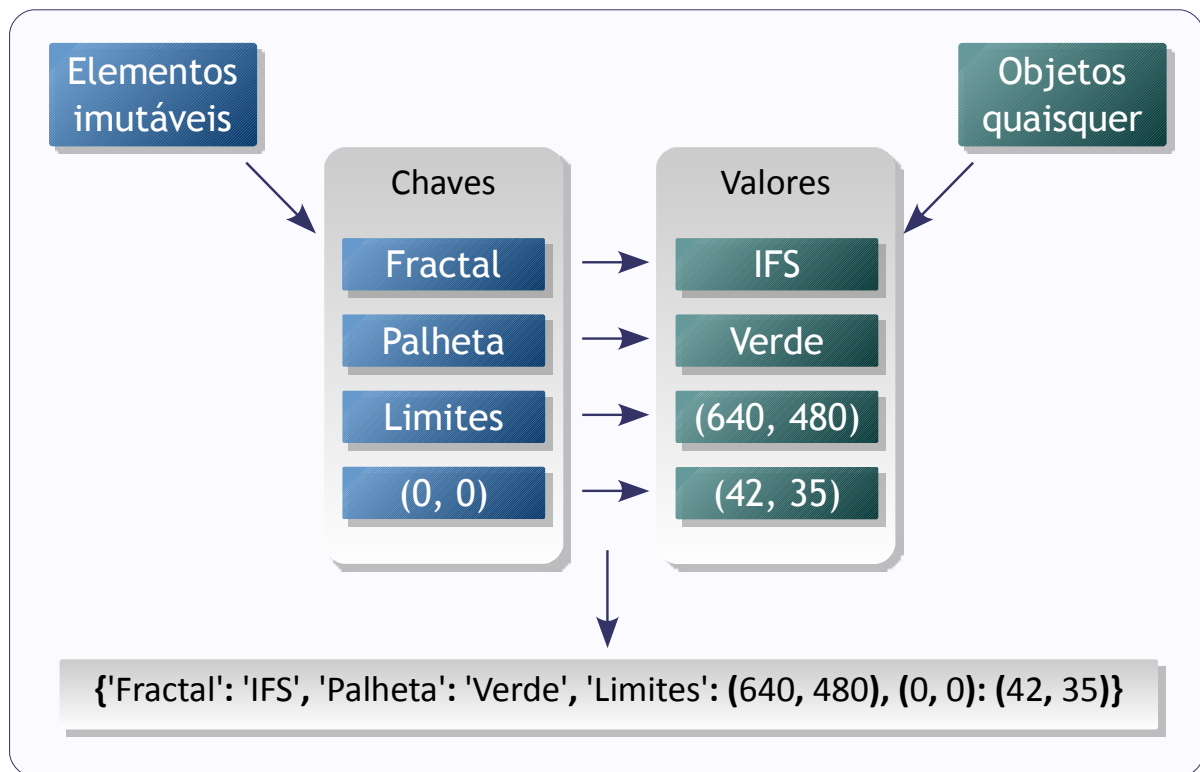 Elementos
imutáveis
Objetos
quaisquer
Chaves
Valores
Fractal
IFS
Palheta
Verde
Limites
(640, 480)
(0, 0)
(42, 35)
{'Fractal': 'IFS', 'Palheta': 'Verde', 'Limites': (640, 480), (0, 0): (42, 35)}